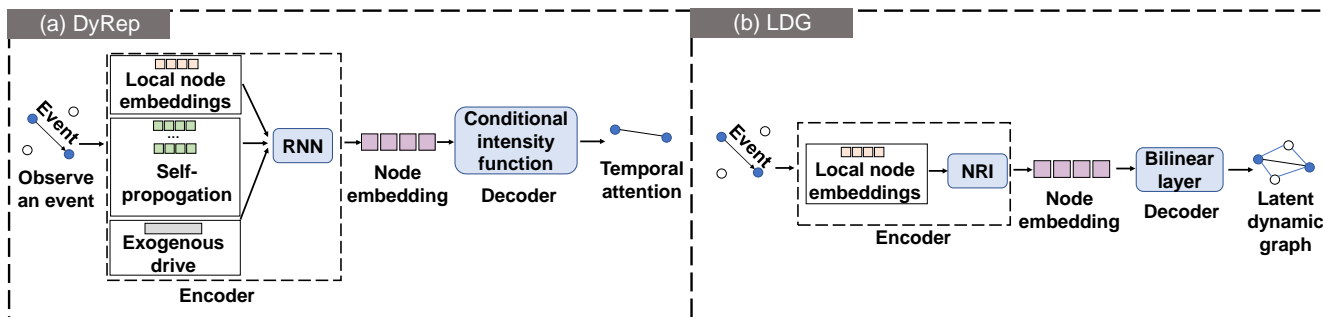 (a) DyRep
Event
Observe
an event
Local node
embeddings
...
Self-
propogation
Exogenous
drive
Encoder
RNN
Node
embedding
Conditional
intensity
function
Decoder
Temporal
attention
(b) LDG
Event
Local node
embeddings
NRI
Encoder
Node
embedding
Bilinear
layer
Decoder
Latent
dynamic
graph